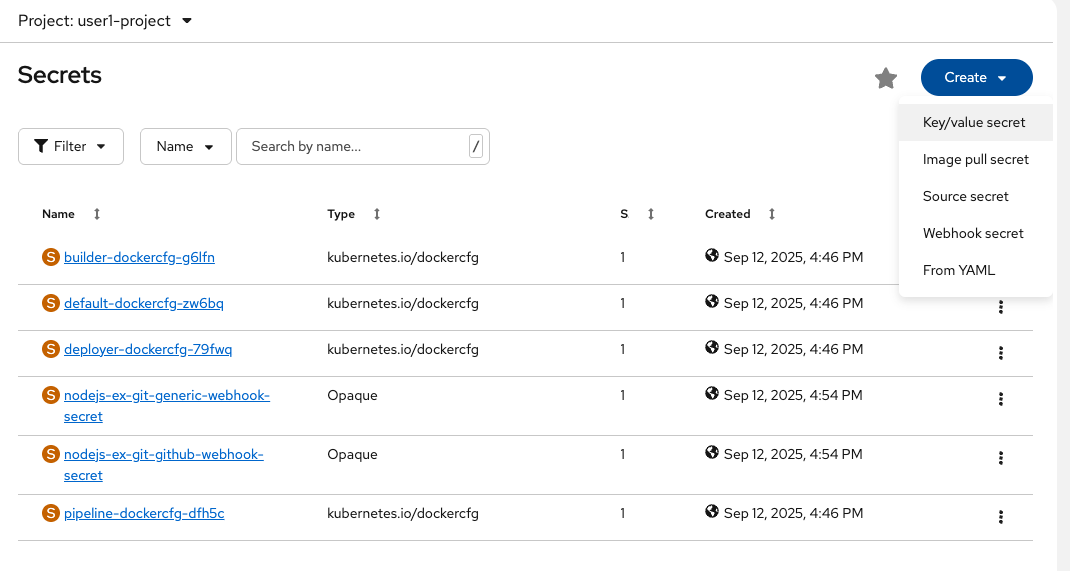 Project: user1-project
Secrets
Create
Key/value secret
Image pull secret
Source secret
Webhook secret
From YAML
Filter
Name
Search by name...
/
Name Type S Created
S builder-dockercfg-g6lfn kubernetes.io/dockercfg 1 Sep 12, 2025, 4:46 PM
S default-dockercfg-zw6bq kubernetes.io/dockercfg 1 Sep 12, 2025, 4:46 PM
S deployer-dockercfg-79fwq kubernetes.io/dockercfg 1 Sep 12, 2025, 4:46 PM
S nodejs-ex-git-generic-webhook- Opaque 1 Sep 12, 2025, 4:54 PM
secret
S nodejs-ex-git-github-webhook- Opaque 1 Sep 12, 2025, 4:54 PM
secret
S pipeline-dockercfg-dfh5c kubernetes.io/dockercfg 1 Sep 12, 2025, 4:46 PM